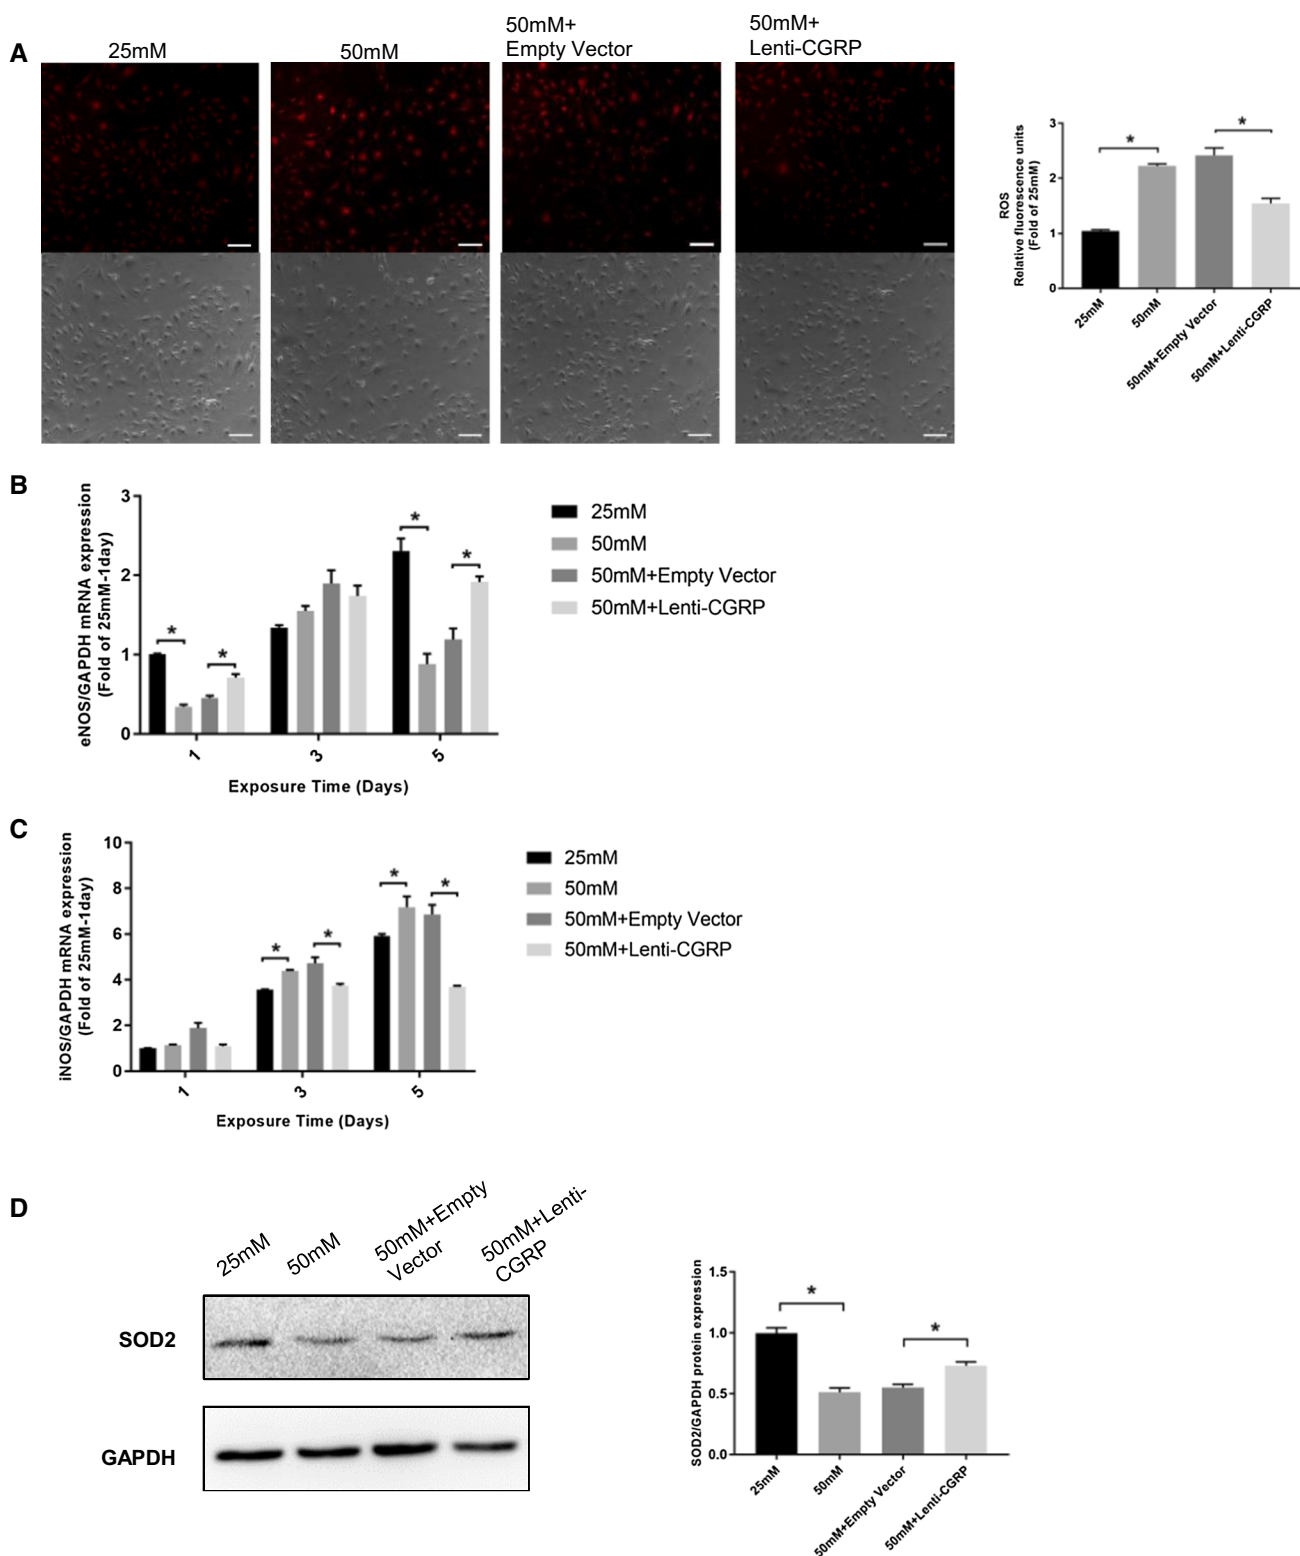 A
25mM
50mM
50mM+
Empty Vector
50mM+
Lenti-CGRP
ROS
Relative fluorescence units
(Fold of 25mM)
3
2
1
0
*
*
25mM
50mM
50mM+Empty Vector
50mM+Lenti-CGRP
B
eNOS/GAPDH mRNA expression
(Fold of 25mM-1day)
3
2
1
0
*
*
*
*
1
3
5
Exposure Time (Days)
25mM
50mM
50mM+Empty Vector
50mM+Lenti-CGRP
C
iNOS/GAPDH mRNA expression
(Fold of 25mM-1day)
10
8
6
4
2
0
*
*
*
*
1
3
5
Exposure Time (Days)
25mM
50mM
50mM+Empty Vector
50mM+Lenti-CGRP
D
25mM
50mM
50mM+Empty
Vector
50mM+Lenti-
CGRP
SOD2
GAPDH
SOD2/GAPDH protein expression
1.5
1.0
0.5
0.0
*
*
25mM
50mM
50mM+Empty Vector
50mM+Lenti-CGRP